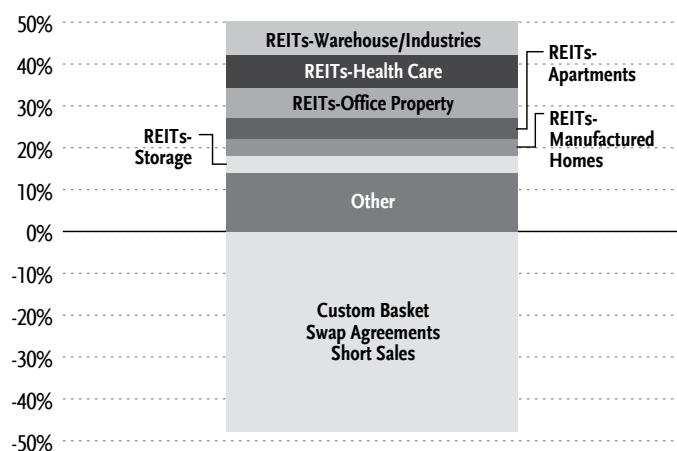 50%
REITs-Warehouse/Industries
40%
REITs-Health Care
REITs-
Apartments
30%
REITs-Office Property
REITs-
Manufactured
Homes
REITs-
Storage
20%
10%
Other
0%
-10%
-20%
Custom Basket
Swap Agreements
Short Sales
-30%
-40%
-50%